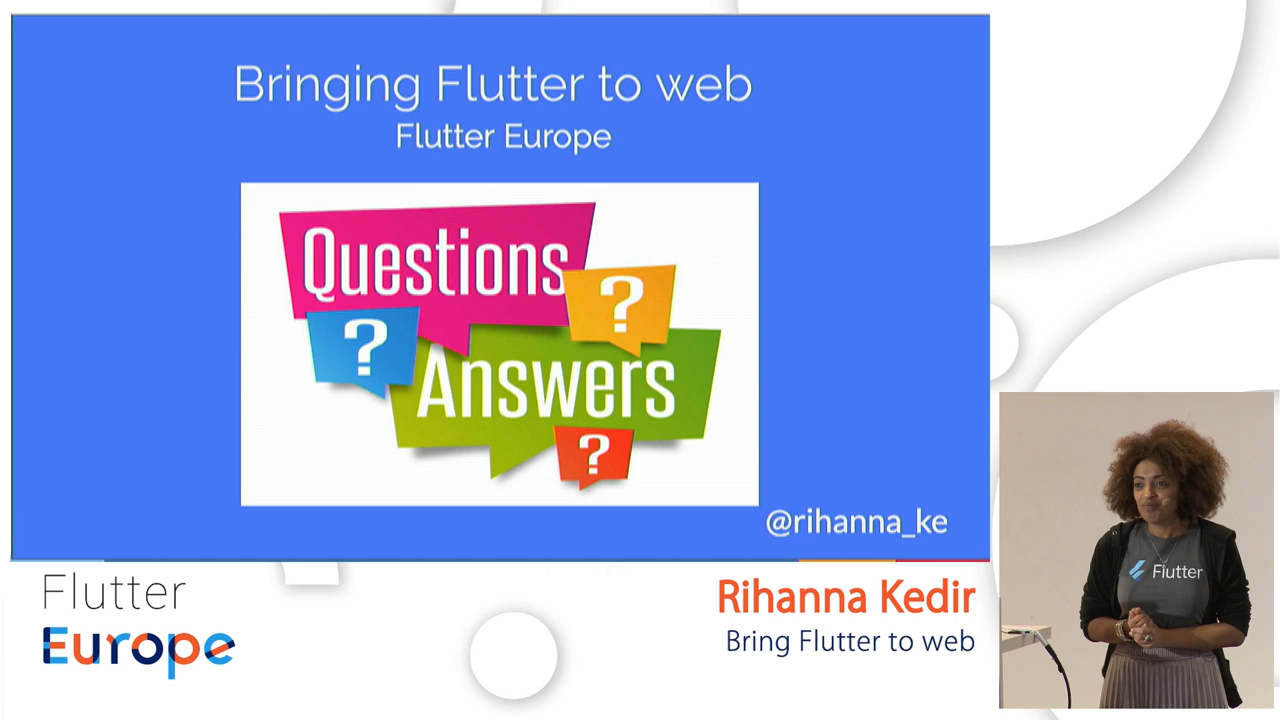 Bringing Flutter to web
Flutter Europe
Questions
?
?
Answers
?
@rihanna_ke
Flutter
Europe
Rihanna Kedir
Bring Flutter to web
Flutter